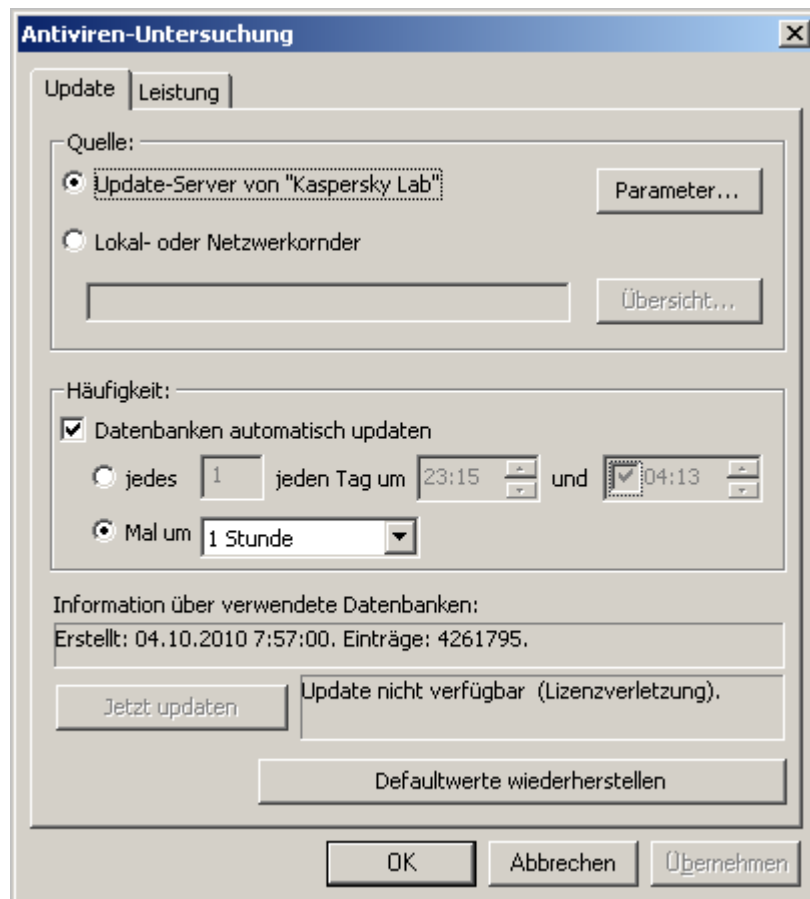 Antiviren-Untersuchung
Update Leistung
Quelle:
Update-Server von "Kaspersky Lab" Parameter...
Lokal- oder Netzwerkornder
Übersicht...
Häufigkeit:
Datenbanken automatisch updaten
jedes 1 jeden Tag um 23:15 und 04:13
Mal um 1 Stunde
Information über verwendete Datenbanken:
Erstellt: 04.10.2010 7:57:00. Einträge: 4261795.
Jetzt updaten Update nicht verfügbar (Lizenzverletzung).
Defaultwerte wiederherstellen
OK Abbrechen Übernehmen